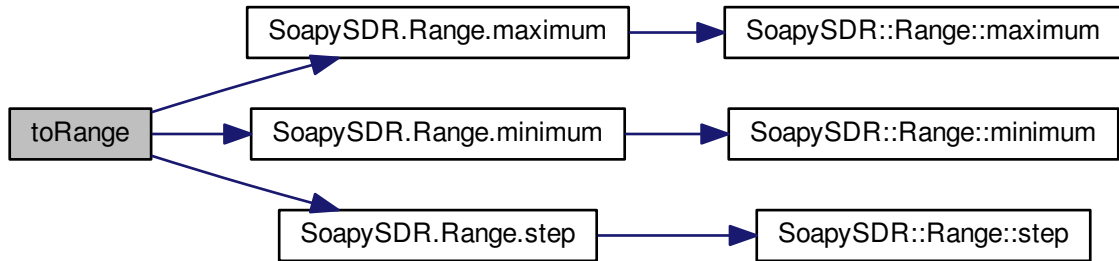 SoapySDR.Range.maximum
SoapySDR::Range::maximum
toRange
SoapySDR.Range.minimum
SoapySDR::Range::minimum
SoapySDR.Range.step
SoapySDR::Range::step